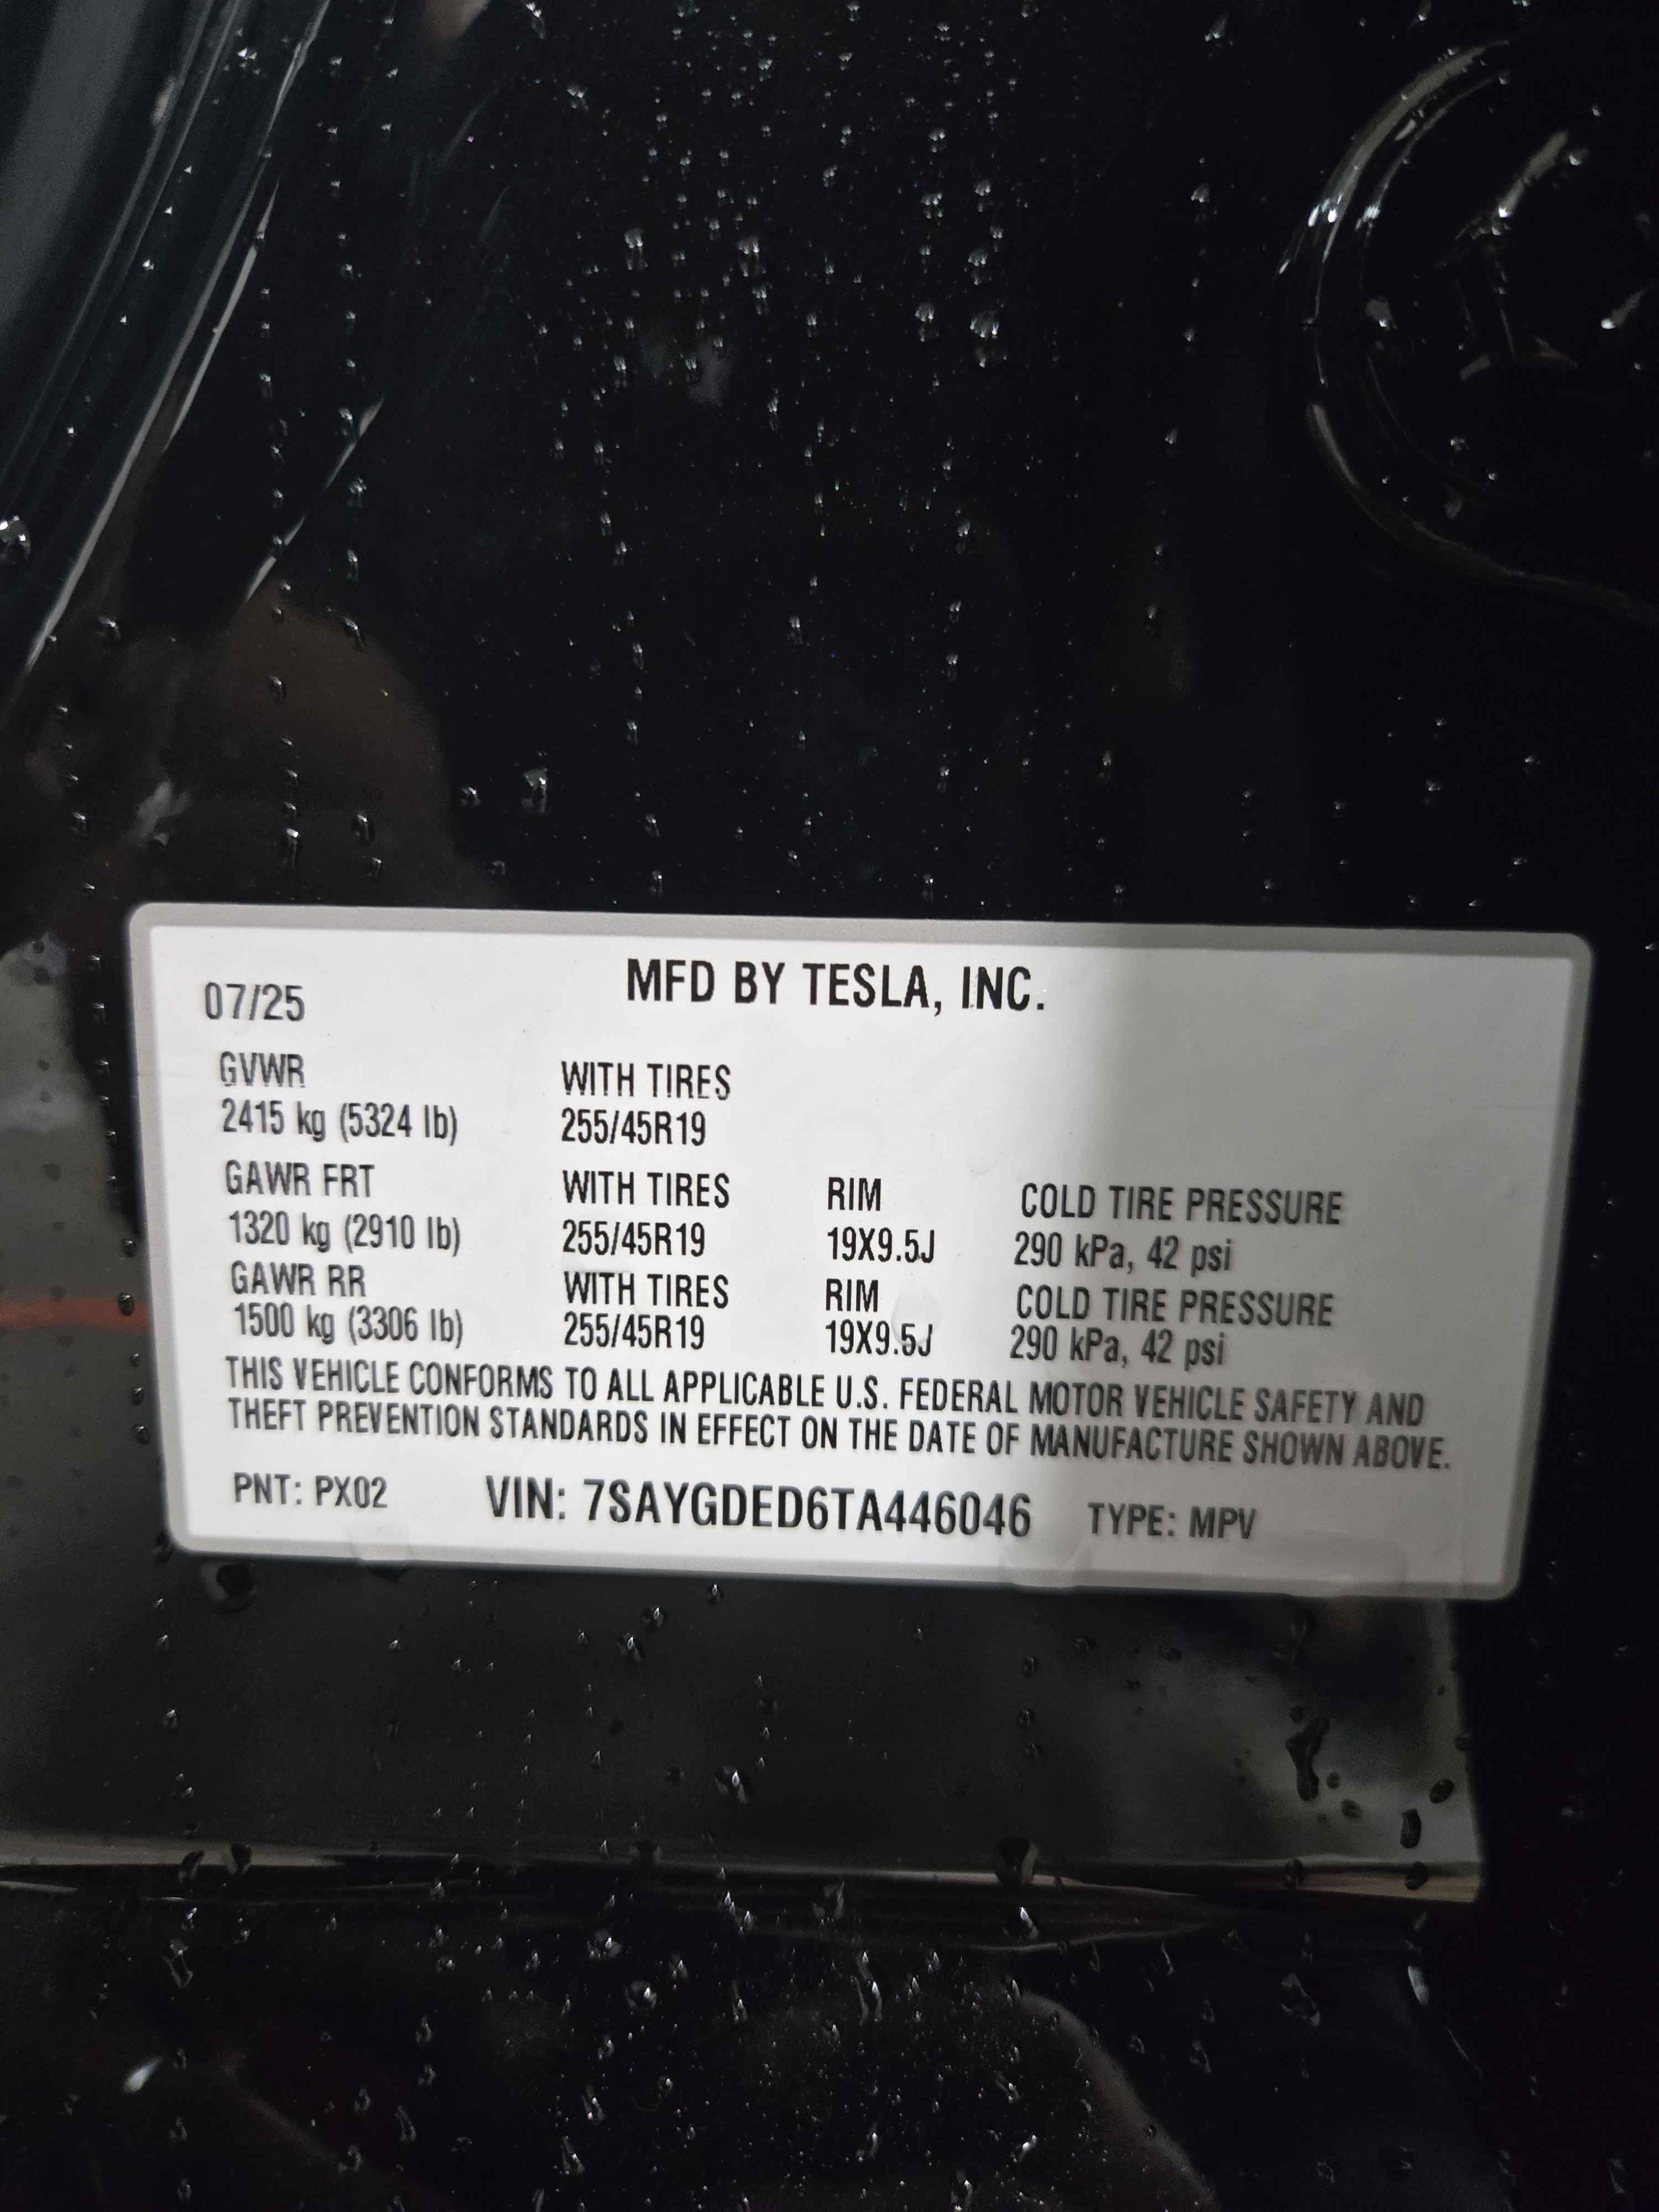 07/25 MFD BY TESLA, INC.
GVWR WITH TIRES
2415 kg (5324 lb) 255/45R19
GAWR FRT WITH TIRES RIM COLD TIRE PRESSURE
1320 kg (2910 lb) 255/45R19 19X9.5J 290 kPa, 42 psi
GAWR RR WITH TIRES RIM COLD TIRE PRESSURE
1500 kg (3306 lb) 255/45R19 19X9.5J 290 kPa, 42 psi
THIS VEHICLE CONFORMS TO ALL APPLICABLE U.S. FEDERAL MOTOR VEHICLE SAFETY AND
THEFT PREVENTION STANDARDS IN EFFECT ON THE DATE OF MANUFACTURE SHOWN ABOVE.
PNT: PX02 VIN: 7SAYGDED6TA446046 TYPE: MPV